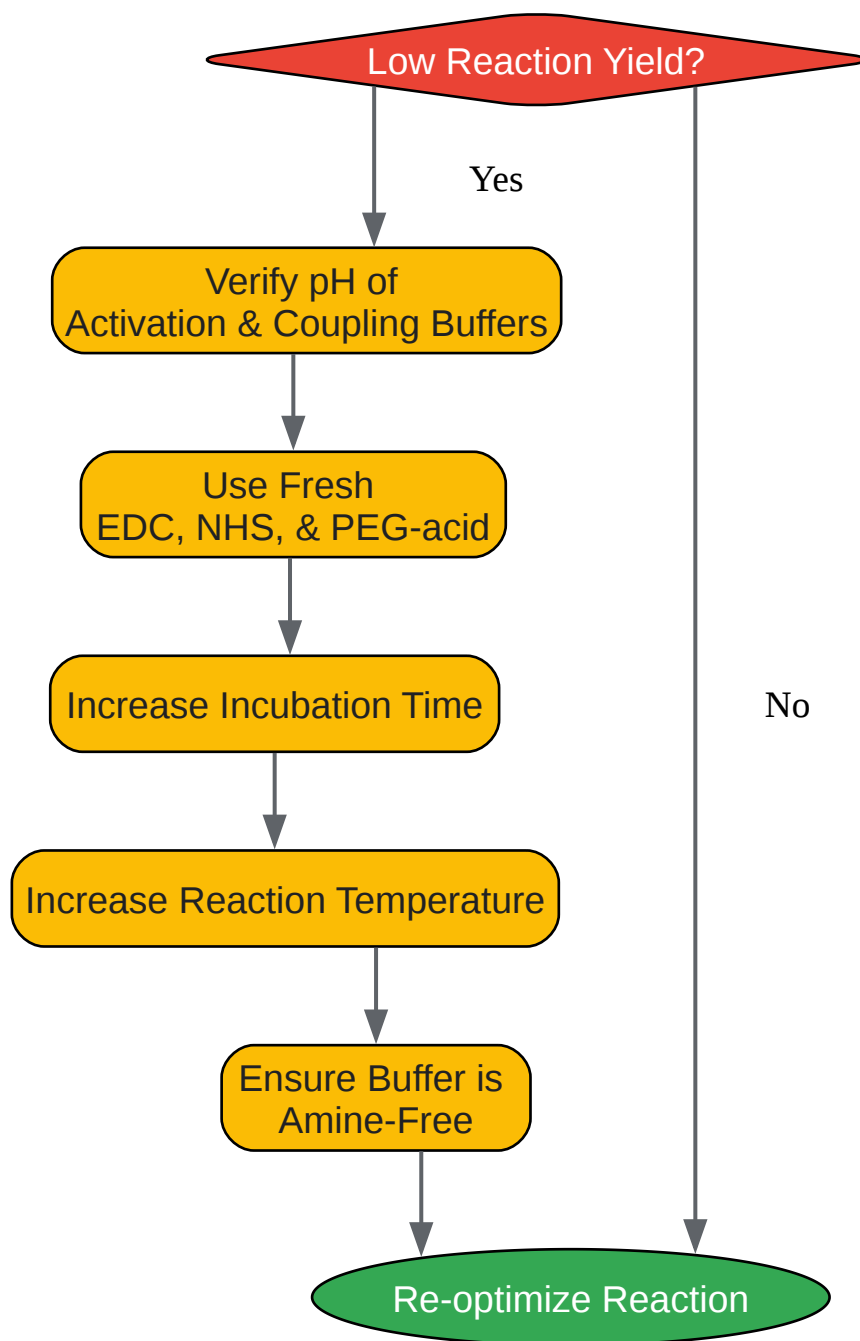 Low Reaction Yield?
Yes
Verify pH of
Activation & Coupling Buffers
Use Fresh
EDC, NHS, & PEG-acid
Increase Incubation Time
No
Increase Reaction Temperature
Ensure Buffer is
Amine-Free
Re-optimize Reaction